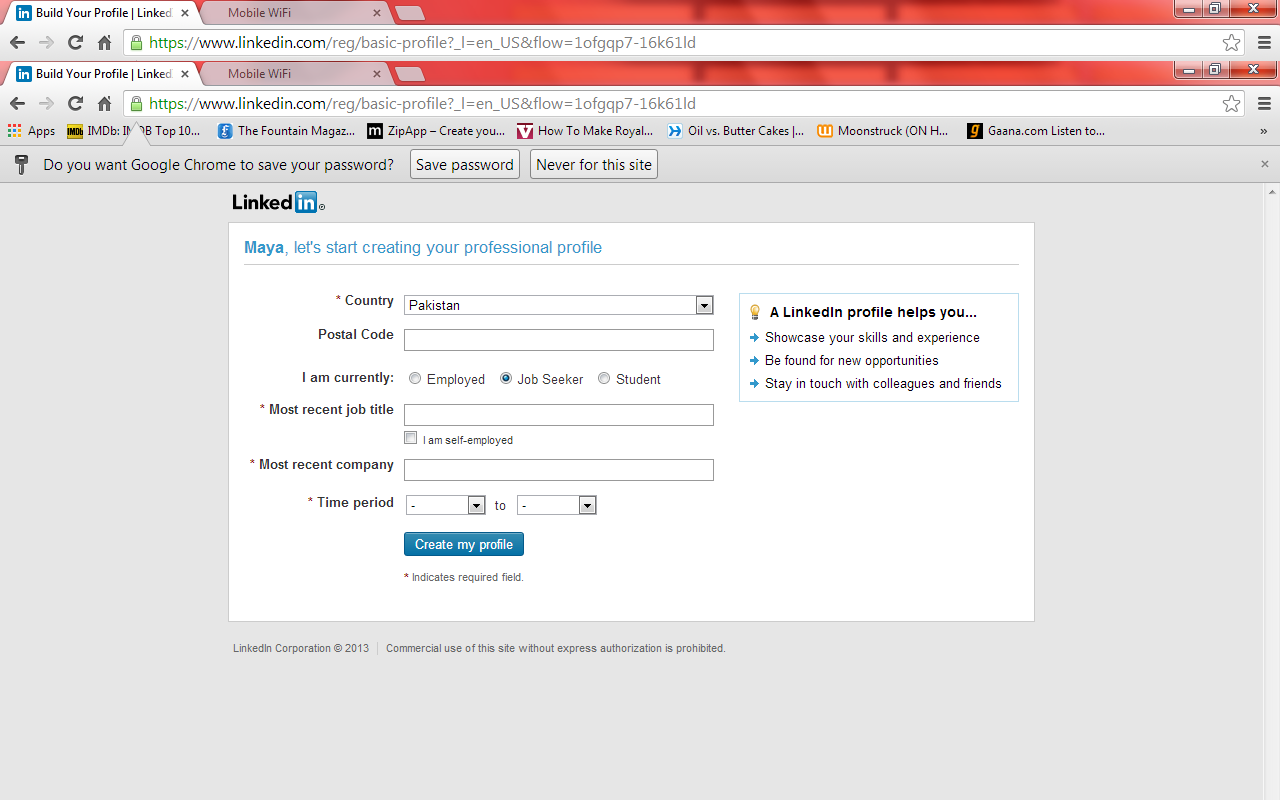 Build Your Profile | Linked
Mobile WiFi
https://www.linkedin.com/reg/basic-profile?_l=en_US&flow=1ofgqp7-16k61ld
Build Your Profile | Linked
Mobile WiFi
https://www.linkedin.com/reg/basic-profile?_l=en_US&flow=1ofgqp7-16k61ld
Apps IMDb: IMDB Top 10... The Fountain Magaz... ZipApp – Create you... How To Make Royal... Oil vs. Butter Cakes |... Moonstruck (ON H... Gaana.com Listen to... »
Do you want Google Chrome to save your password? Save password Never for this site
Linked in ®
Maya, let's start creating your professional profile
* Country Pakistan
Postal Code
I am currently: Employed Job Seeker Student
* Most recent job title
I am self-employed
* Most recent company
* Time period - to -
Create my profile
* Indicates required field.
A LinkedIn profile helps you...
Showcase your skills and experience
Be found for new opportunities
Stay in touch with colleagues and friends
LinkedIn Corporation © 2013 | Commercial use of this site without express authorization is prohibited.